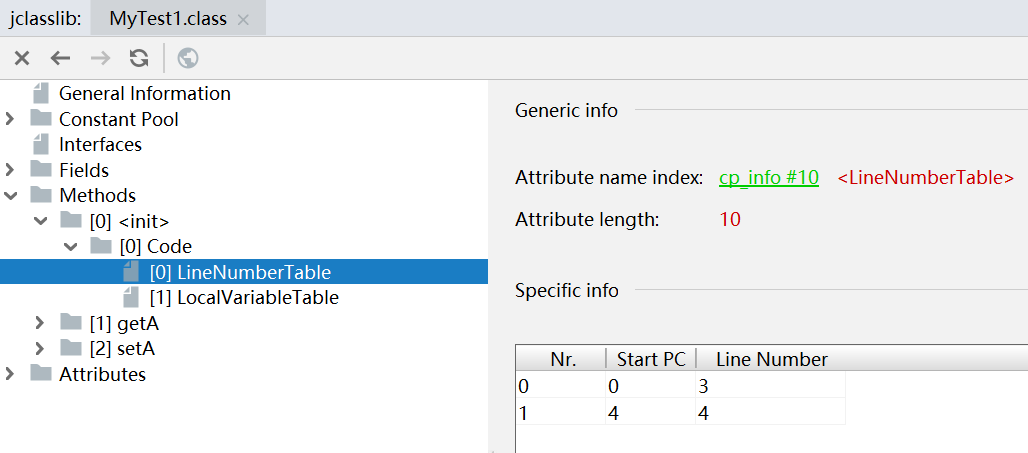 jclasslib: MyTest1.class
General Information
Constant Pool
Interfaces
Fields
Methods
[0] <init>
[0] Code
[0] LineNumberTable
[1] LocalVariableTable
[1] getA
[2] setA
Attributes
Generic info
Attribute name index: cp_info #10 <LineNumberTable>
Attribute length: 10
Specific info
Nr. Start PC Line Number
0 0 3
1 4 4